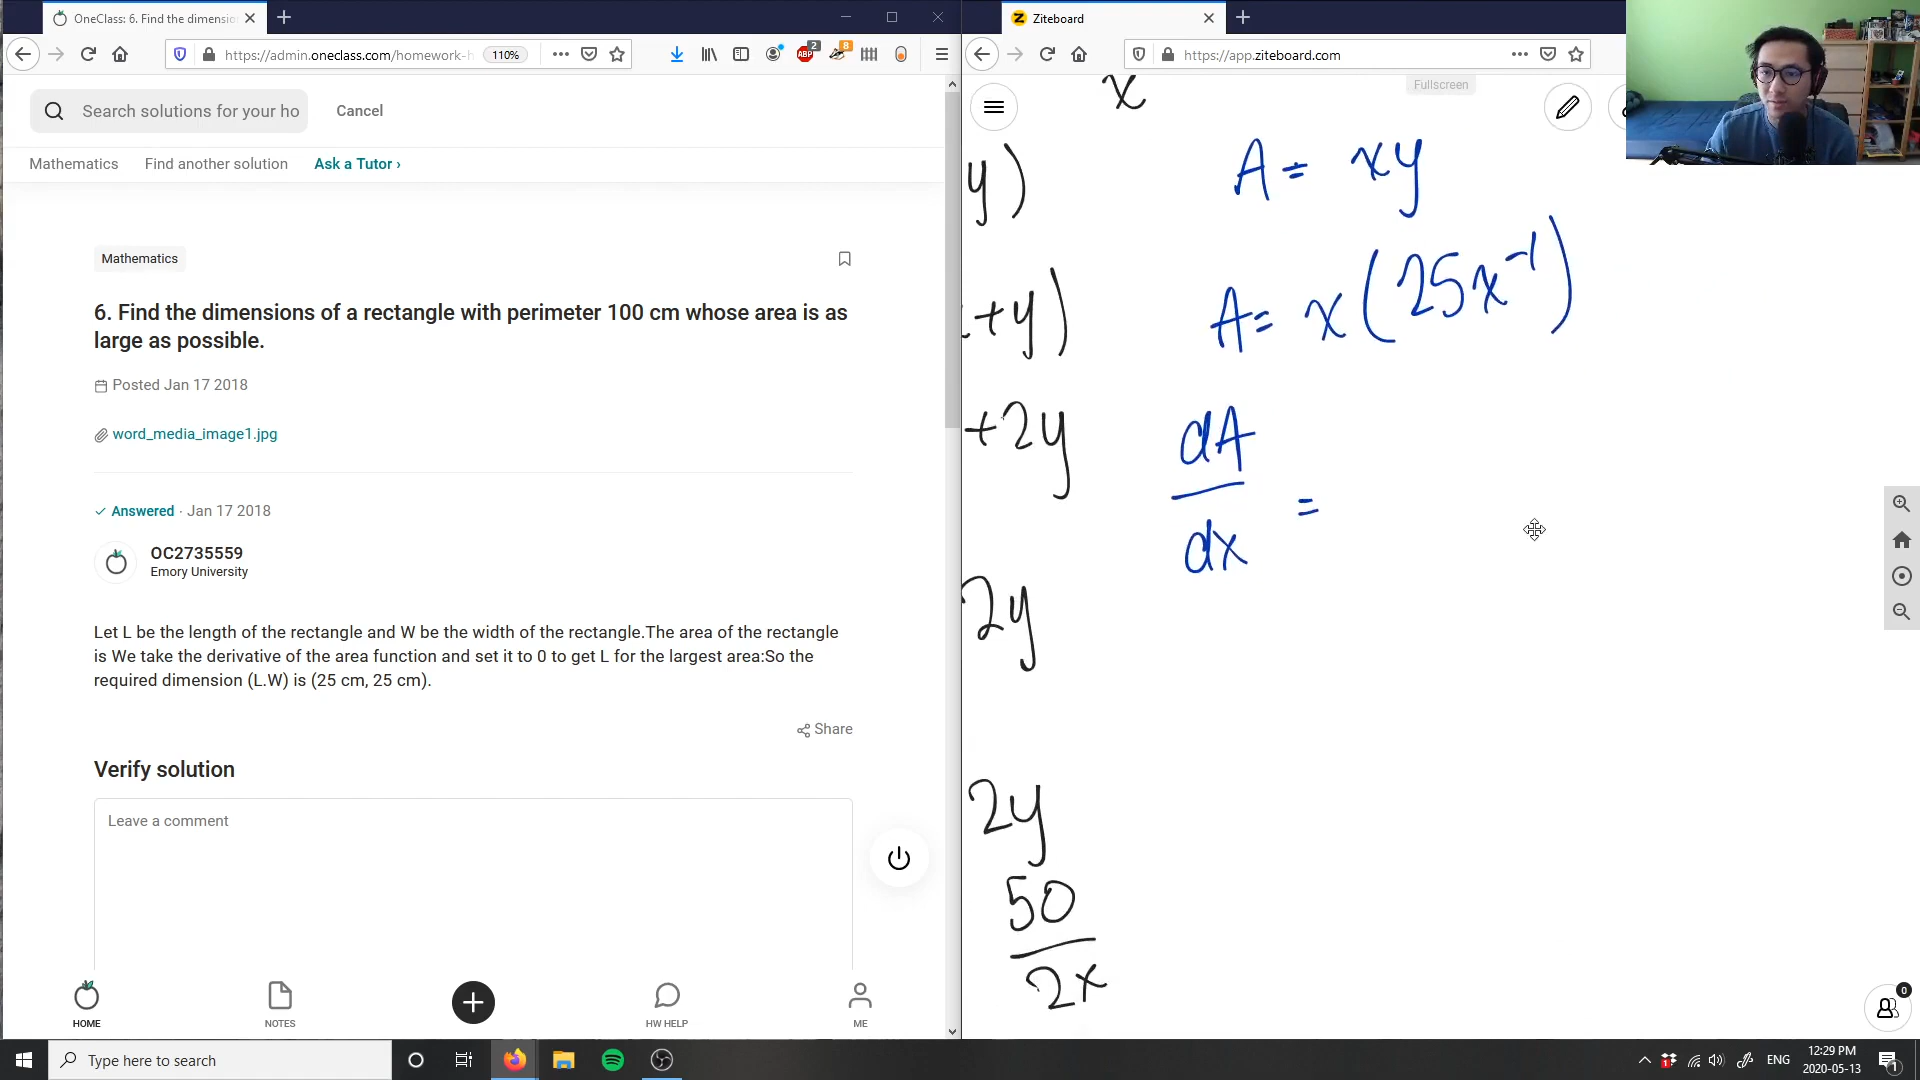 OneClass: 6. Find the dimensio
https://admin.oneclass.com/homework-h
110%
ABP
2
8
Search solutions for your ho
Cancel
Mathematics
Find another solution
Ask a Tutor ›
Mathematics
6. Find the dimensions of a rectangle with perimeter 100 cm whose area is as
large as possible.
Posted Jan 17 2018
word_media_image1.jpg
Answered · Jan 17 2018
OC2735559
Emory University
Let L be the length of the rectangle and W be the width of the rectangle.The area of the rectangle
is We take the derivative of the area function and set it to 0 to get L for the largest area:So the
required dimension (L.W) is (25 cm, 25 cm).
Share
Verify solution
Leave a comment
HOME
NOTES
HW HELP
ME
Ziteboard
https://app.ziteboard.com
Fullscreen
x
y)
+y)
+2y
2y
2y
50
2x
A = xy
A = x(25x⁻¹)
dA
=
dx
0
Type here to search
ENG
12:29 PM
2020-05-13
1